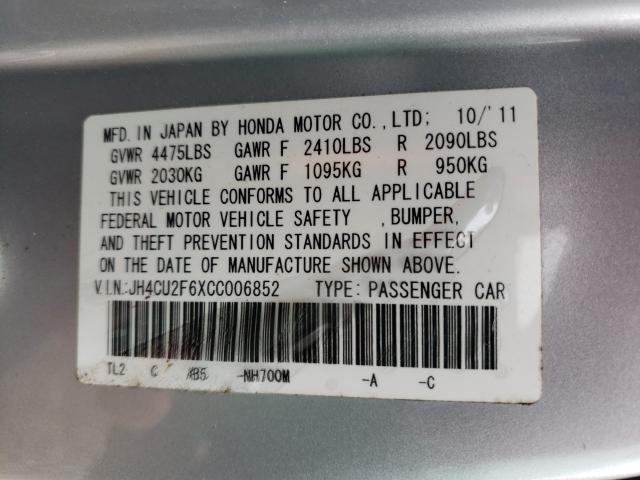 MFD. IN JAPAN BY HONDA MOTOR CO., LTD; 10/'11
GVWR 4475LBS GAWR F 2410LBS R 2090LBS
GVWR 2030KG GAWR F 1095KG R 950KG
THIS VEHICLE CONFORMS TO ALL APPLICABLE
FEDERAL MOTOR VEHICLE SAFETY , BUMPER,
AND THEFT PREVENTION STANDARDS IN EFFECT
ON THE DATE OF MANUFACTURE SHOWN ABOVE.
V.I.N.:JH4CU2F6XCC006852 TYPE: PASSENGER CAR
TL2 C AB5 -NH700M -A -C